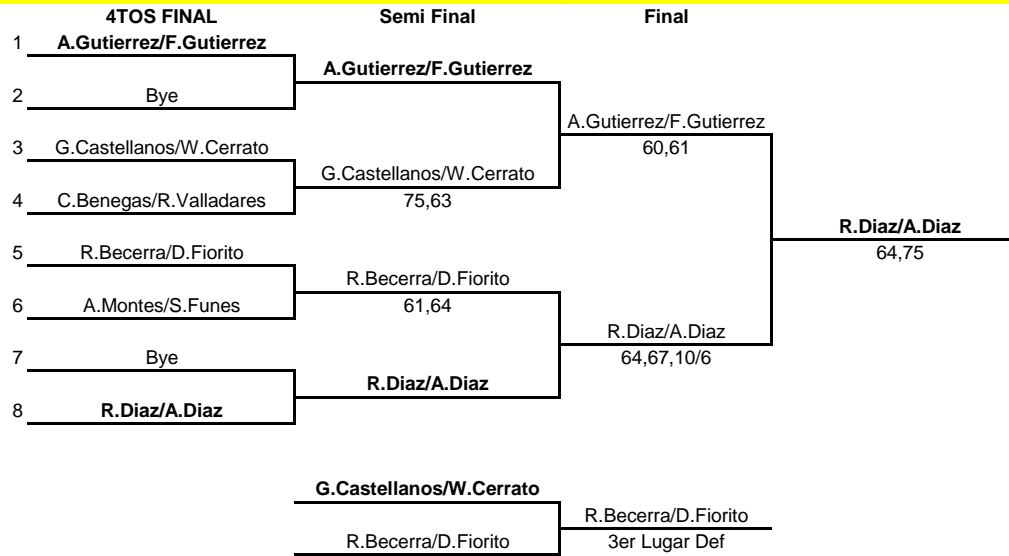 4TOS FINAL Semi Final Final
1 A.Gutierrez/F.Gutierrez
A.Gutierrez/F.Gutierrez
2 Bye
A.Gutierrez/F.Gutierrez
3 G.Castellanos/W.Cerrato 60,61
G.Castellanos/W.Cerrato
4 C.Benegas/R.Valladares 75,63
R.Diaz/A.Diaz
5 R.Becerra/D.Fiorito 64,75
R.Becerra/D.Fiorito
6 A.Montes/S.Funes 61,64
R.Diaz/A.Diaz
7 Bye 64,67,10/6
R.Diaz/A.Diaz
8 R.Diaz/A.Diaz
G.Castellanos/W.Cerrato
R.Becerra/D.Fiorito
R.Becerra/D.Fiorito 3er Lugar Def